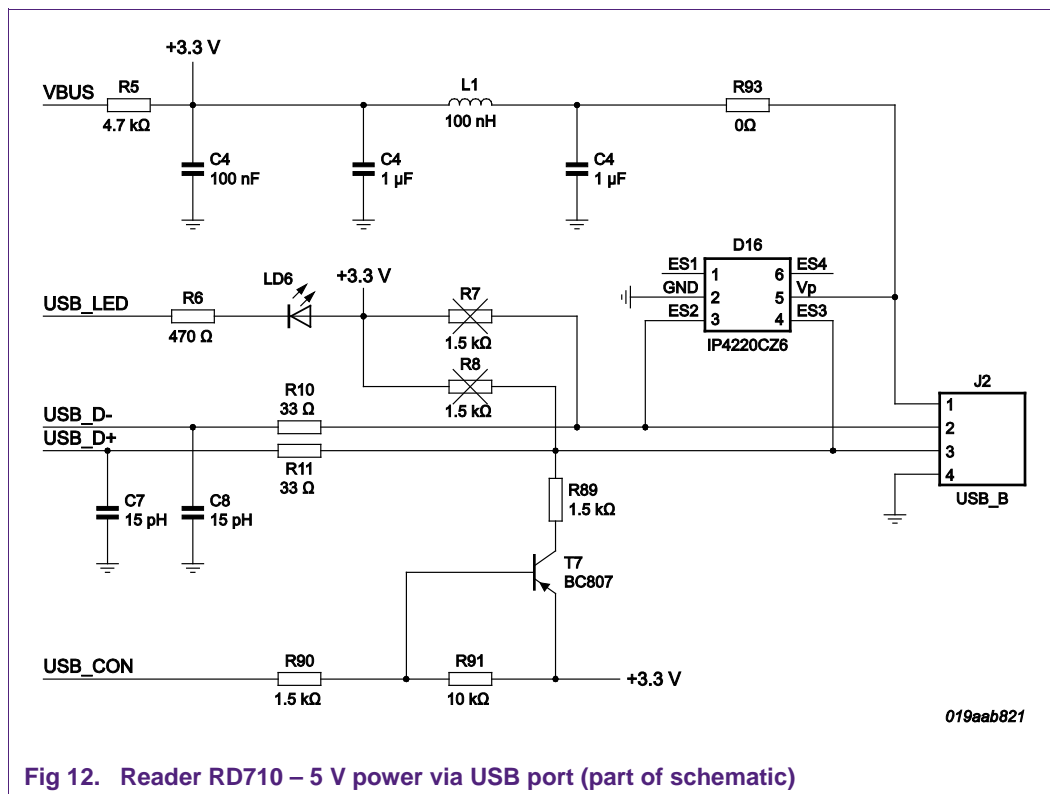 +3.3 V
VBUS
R5
4.7 kΩ
L1
100 nH
R93
0Ω
C4
100 nF
C4
1 µF
C4
1 µF
D16
ES1
1
6
ES4
GND
2
5
Vp
ES2
3
4
ES3
IP4220CZ6
+3.3 V
LD6
USB_LED
R6
470 Ω
R7
1.5 kΩ
R8
1.5 kΩ
J2
1
2
3
4
USB_B
R10
33 Ω
USB_D-
USB_D+
R11
33 Ω
C7
15 pH
C8
15 pH
R89
1.5 kΩ
T7
BC807
USB_CON
R90
1.5 kΩ
R91
10 kΩ
+3.3 V
019aab821
Fig 12. Reader RD710 – 5 V power via USB port (part of schematic)